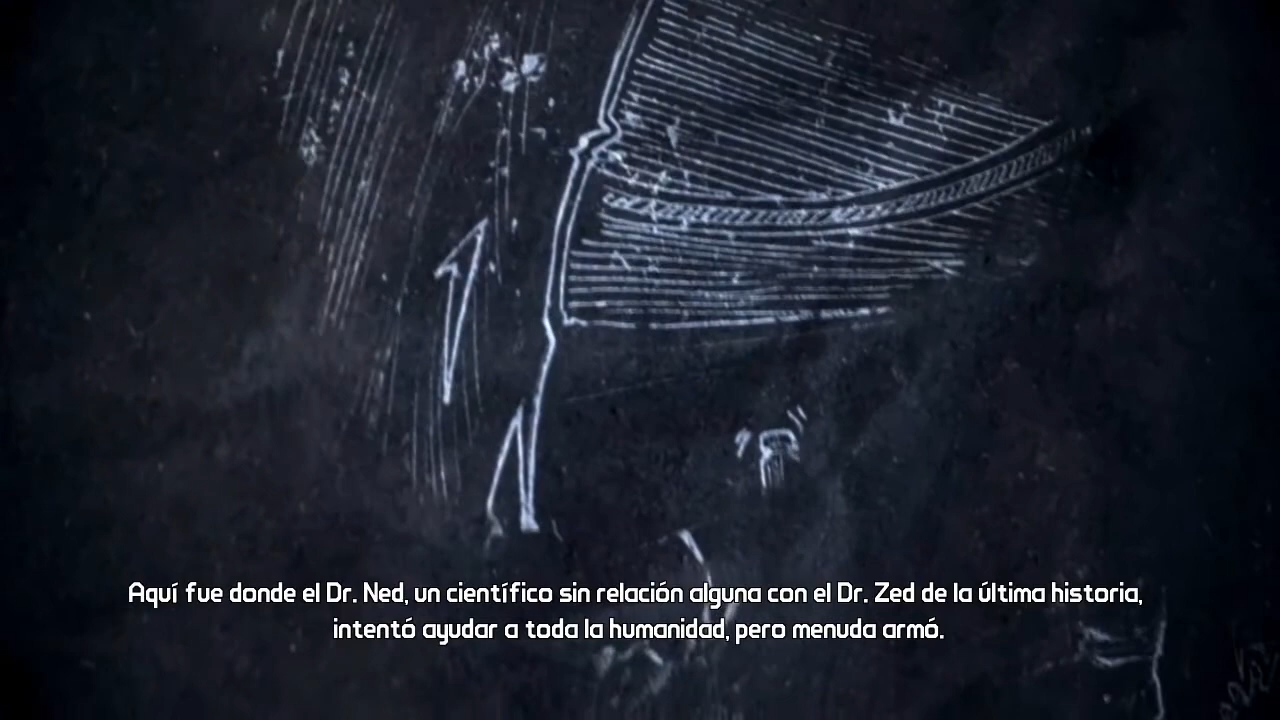 Aquí fue donde el Dr. Ned, un científico sin relación alguna con el Dr. Zed de la última historia,
intentó ayudar a toda la humanidad, pero menuda armó.